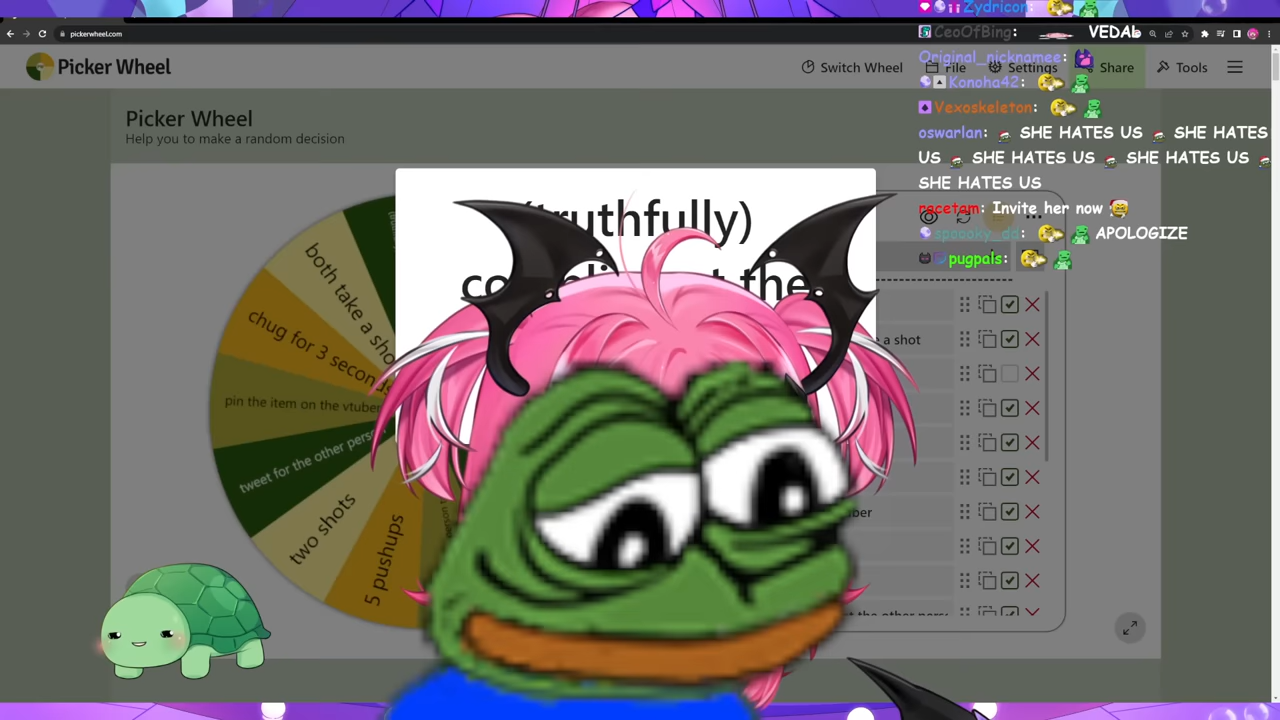 pickerwheel.com
Picker Wheel
Switch Wheel
File
Settings
Share
Tools
Picker Wheel
Help you to make a random decision
both take a
chug for 3 seconds
pin the item on the vtuber
tweet for the other
two shots
5 pushups
(truthfully)
the
a shot
Zydricon:
CeoOfBing: VEDAL
Original_nicknamee:
Konoha42:
Vexoskeleton:
oswarlan: SHE HATES US SHE HATES
US SHE HATES US SHE HATES US
SHE HATES US
racetam: Invite her now
spoooky_dd: APOLOGIZE
pugpals: